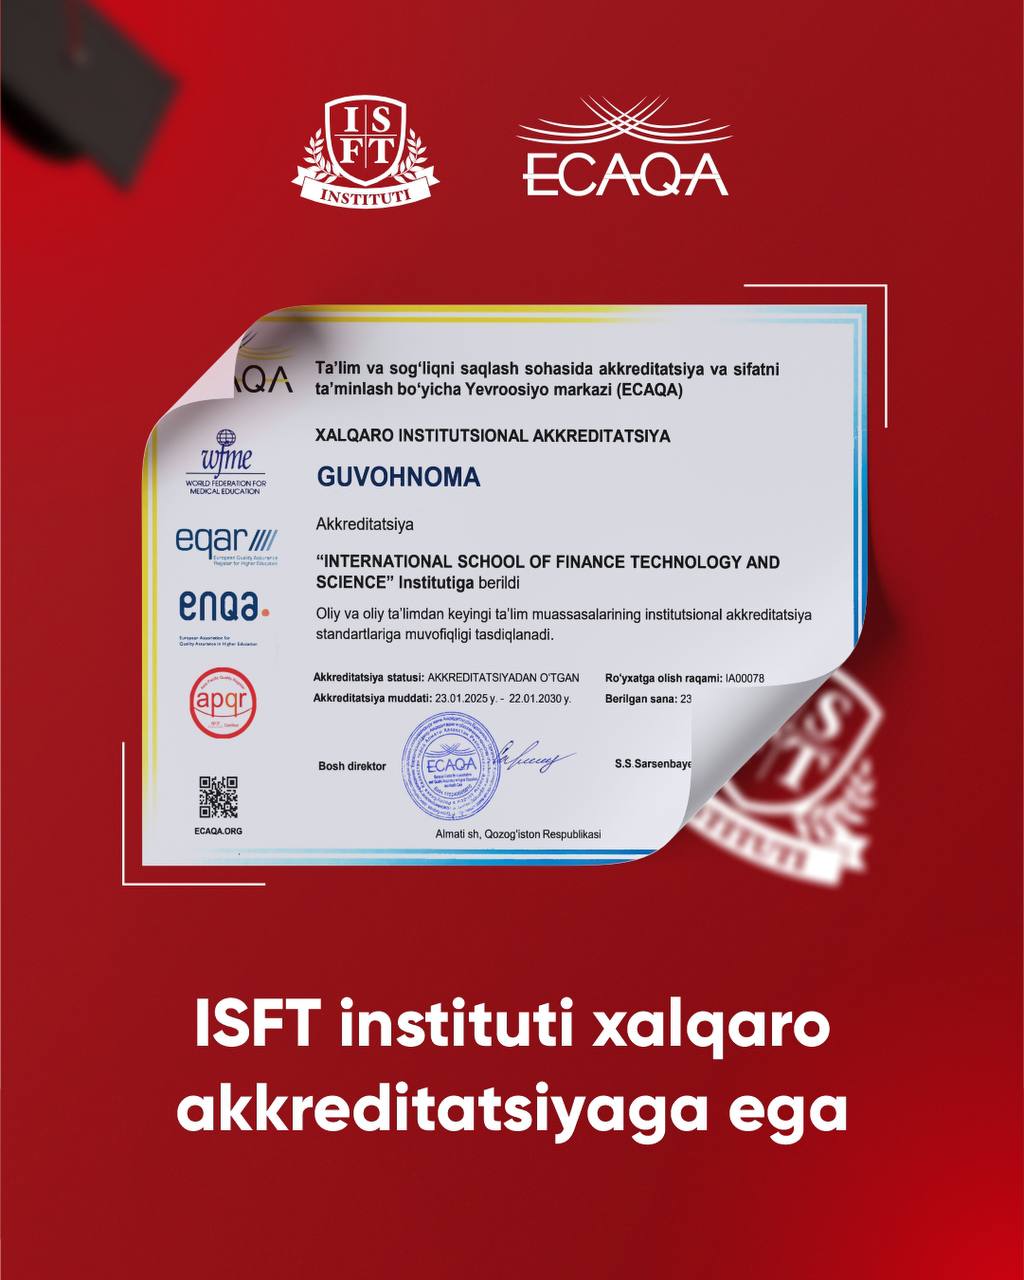 I S
F T
INSTITUTI
ECAQA
AQA
Ta’lim va sog‘liqni saqlash sohasida akkreditatsiya va sifatni
ta’minlash bo‘yicha Yevroosiyo markazi (ECAQA)
XALQARO INSTITUTSIONAL AKKREDITATSIYA
GUVOHNOMA
Akkreditatsiya
“INTERNATIONAL SCHOOL OF FINANCE TECHNOLOGY AND
SCIENCE” Institutiga berildi
Oliy va oliy ta’limdan keyingi ta’lim muassasalarining institutsional akkreditatsiya
standartlariga muvofiqligi tasdiqlanadi.
Akkreditatsiya statusi: AKKREDITATSIYADAN O‘TGAN
Ro‘yxatga olish raqami: IA00078
Akkreditatsiya muddati: 23.01.2025 y. - 22.01.2030 y.
Berilgan sana: 23
Bosh direktor
ECAQA
S.S.Sarsenbaye
Almati sh, Qozog‘iston Respublikasi
wfme
WORLD FEDERATION FOR
MEDICAL EDUCATION
eqar
European Quality Assurance
Register for Higher Education
enqa.
European Association for
Quality Assurance in Higher Education
apqr
ECAQA.ORG
S
T
INSTITUTI
ISFT instituti xalqaro
akkreditatsiyaga ega